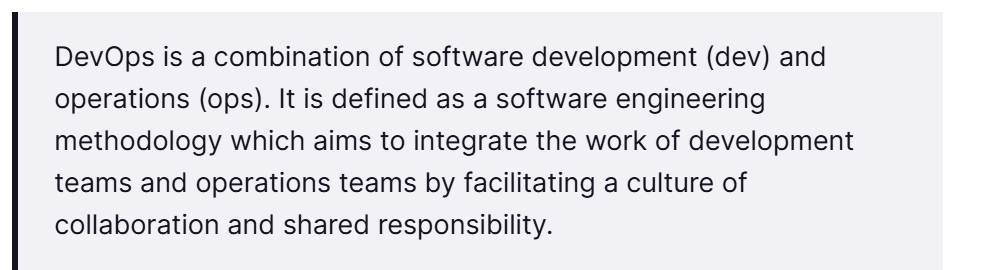 DevOps is a combination of software development (dev) and
operations (ops). It is defined as a software engineering
methodology which aims to integrate the work of development
teams and operations teams by facilitating a culture of
collaboration and shared responsibility.